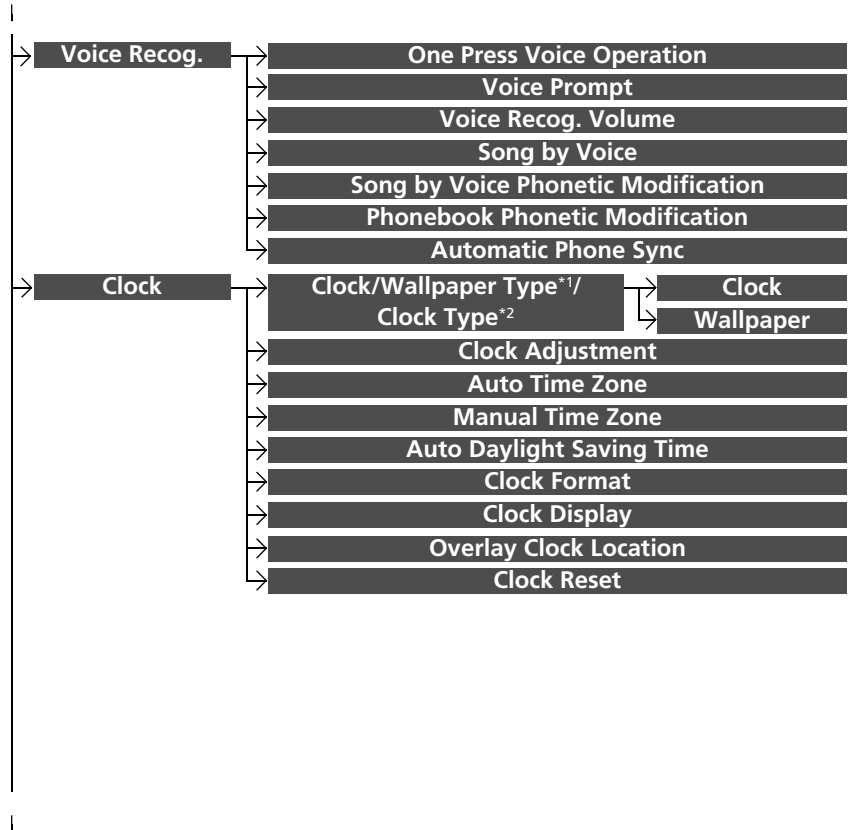 Voice Recog.
One Press Voice Operation
Voice Prompt
Voice Recog. Volume
Song by Voice
Song by Voice Phonetic Modification
Phonebook Phonetic Modification
Automatic Phone Sync
Clock
Clock/Wallpaper Type*1/
Clock Type*2
Clock
Wallpaper
Clock Adjustment
Auto Time Zone
Manual Time Zone
Auto Daylight Saving Time
Clock Format
Clock Display
Overlay Clock Location
Clock Reset